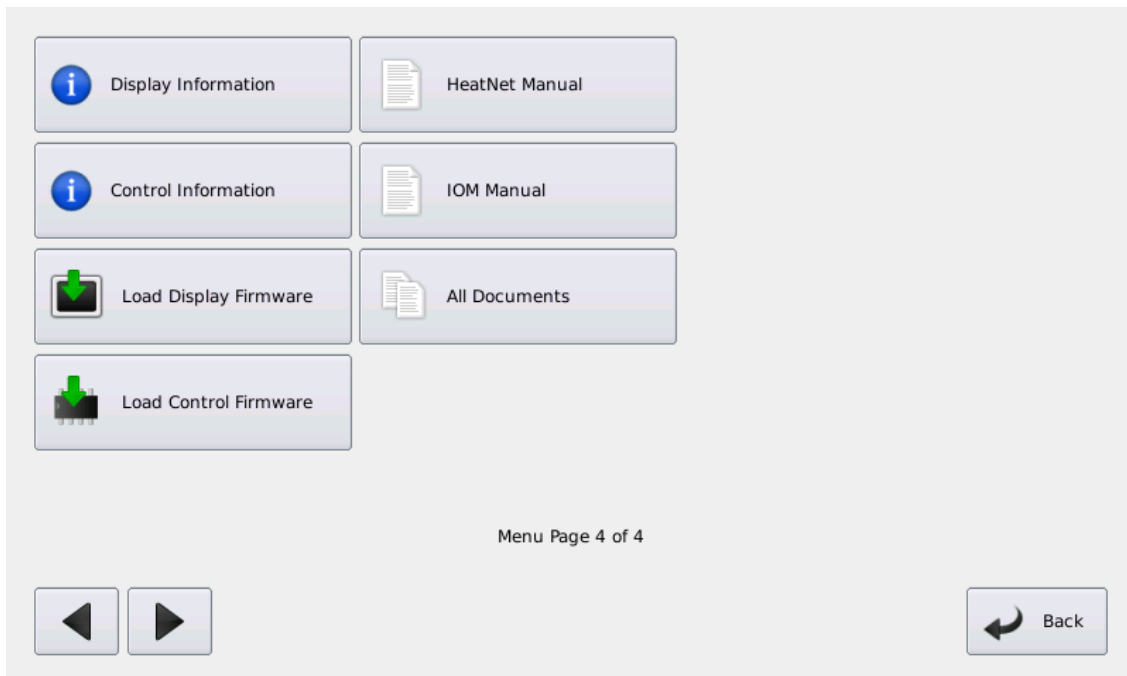 Display Information
HeatNet Manual
Control Information
IOM Manual
Load Display Firmware
All Documents
Load Control Firmware
Menu Page 4 of 4
Back